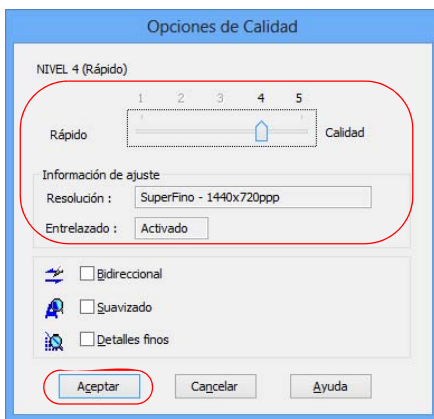 Opciones de Calidad
NIVEL 4 (Rápido)
1 2 3 4 5
Rápido Calidad
Información de ajuste
Resolución : SuperFino - 1440x720ppp
Entrelazado : Activado
Bidireccional
Suavizado
Detalles finos
Aceptar Cancelar Ayuda